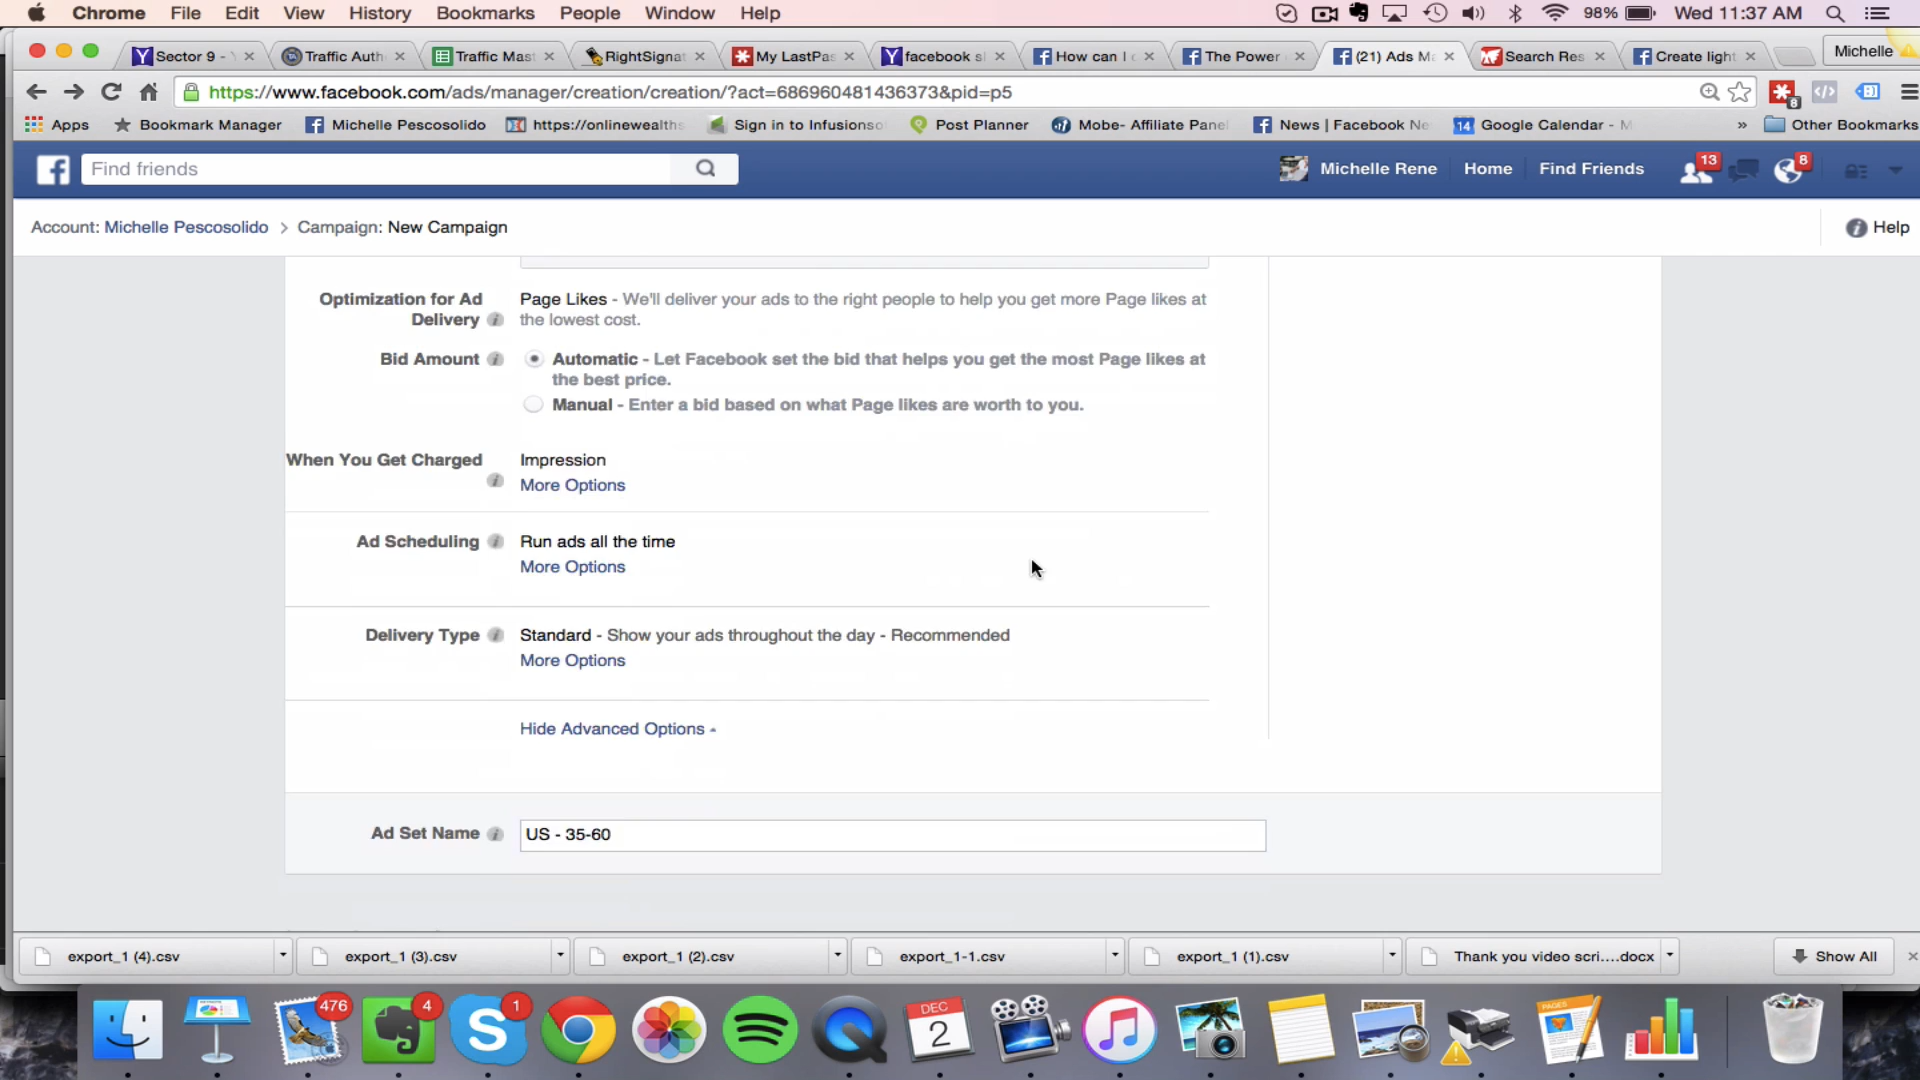 Chrome File Edit View History Bookmarks People Window Help 98% Wed 11:37 AM
Sector 9 - Traffic Auth Traffic Mast RightSignat My LastPas facebook s How can I The Power (21) Ads Ma Search Res Create light Michelle
https://www.facebook.com/ads/manager/creation/creation/?act=686960481436373&pid=p5 8
Apps Bookmark Manager Michelle Pescosolido https://onlinewealths Sign in to Infusionso Post Planner Mobe- Affiliate Pane News | Facebook Ne 14 Google Calendar - M » Other Bookmarks
Find friends Michelle Rene Home Find Friends 13 8
Account: Michelle Pescosolido > Campaign: New Campaign Help
Optimization for Ad Delivery Page Likes - We'll deliver your ads to the right people to help you get more Page likes at
the lowest cost.
Bid Amount Automatic - Let Facebook set the bid that helps you get the most Page likes at
the best price.
Manual - Enter a bid based on what Page likes are worth to you.
When You Get Charged Impression
More Options
Ad Scheduling Run ads all the time
More Options
Delivery Type Standard - Show your ads throughout the day - Recommended
More Options
Hide Advanced Options
Ad Set Name US - 35-60
export_1 (4).csv export_1 (3).csv export_1 (2).csv export_1-1.csv export_1 (1).csv Thank you video scri....docx Show All
476 4 1 DEC 2 PAGES